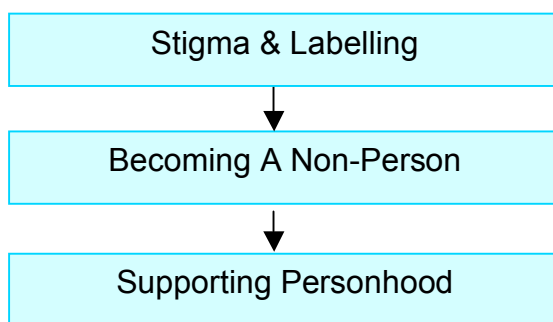 Stigma & Labelling
Becoming A Non-Person
Supporting Personhood